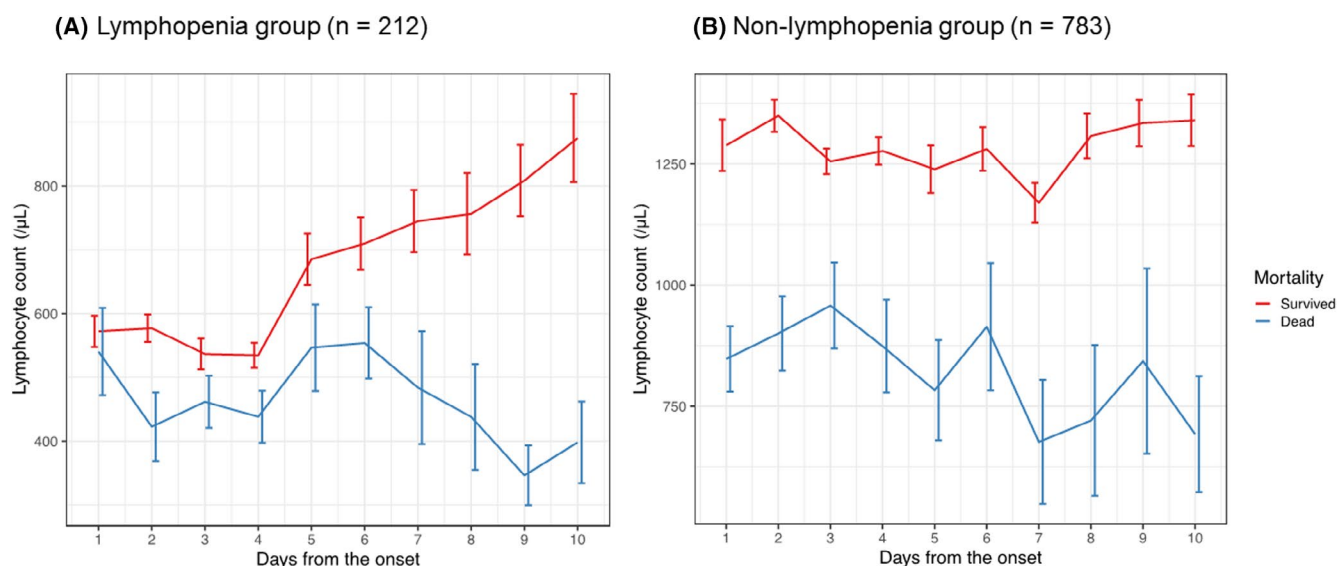 (A) Lymphopenia group (n = 212)
(B) Non-lymphopenia group (n = 783)
Lymphocyte count (/μL)
800
600
400
1 2 3 4 5 6 7 8 9 10
Days from the onset
Lymphocyte count (/μL)
1250
1000
750
1 2 3 4 5 6 7 8 9 10
Days from the onset
Mortality
Survived
Dead